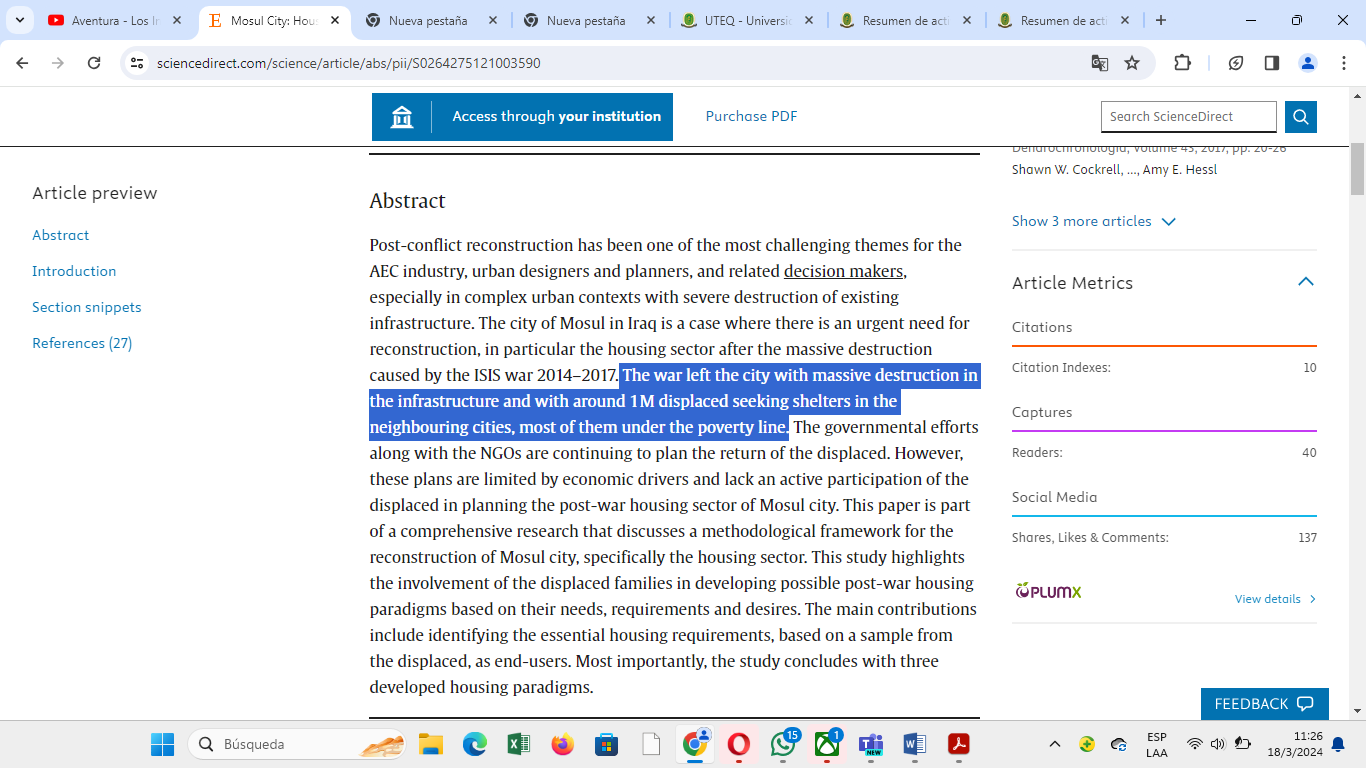 Aventura - Los Ir
Mosul City: Hous
Nueva pestaña
Nueva pestaña
UTEQ - Universic
Resumen de acti
Resumen de acti
sciencedirect.com/science/article/abs/pii/S0264275121003590
Access through your institution
Purchase PDF
Search ScienceDirect
Article preview
Abstract
Introduction
Section snippets
References (27)
Abstract
Post-conflict reconstruction has been one of the most challenging themes for the
AEC industry, urban designers and planners, and related decision makers,
especially in complex urban contexts with severe destruction of existing
infrastructure. The city of Mosul in Iraq is a case where there is an urgent need for
reconstruction, in particular the housing sector after the massive destruction
caused by the ISIS war 2014–2017. The war left the city with massive destruction in
the infrastructure and with around 1 M displaced seeking shelters in the
neighbouring cities, most of them under the poverty line. The governmental efforts
along with the NGOs are continuing to plan the return of the displaced. However,
these plans are limited by economic drivers and lack an active participation of the
displaced in planning the post-war housing sector of Mosul city. This paper is part
of a comprehensive research that discusses a methodological framework for the
reconstruction of Mosul city, specifically the housing sector. This study highlights
the involvement of the displaced families in developing possible post-war housing
paradigms based on their needs, requirements and desires. The main contributions
include identifying the essential housing requirements, based on a sample from
the displaced, as end-users. Most importantly, the study concludes with three
developed housing paradigms.
Dendrochronologia, Volume 43, 2017, pp. 20-26
Shawn W. Cockrell, …, Amy E. Hessl
Show 3 more articles
Article Metrics
Citations
Citation Indexes: 10
Captures
Readers: 40
Social Media
Shares, Likes & Comments: 137
PLUMX
View details
FEEDBACK
Búsqueda
15
1
NEW
ESP
LAA
11:26
18/3/2024